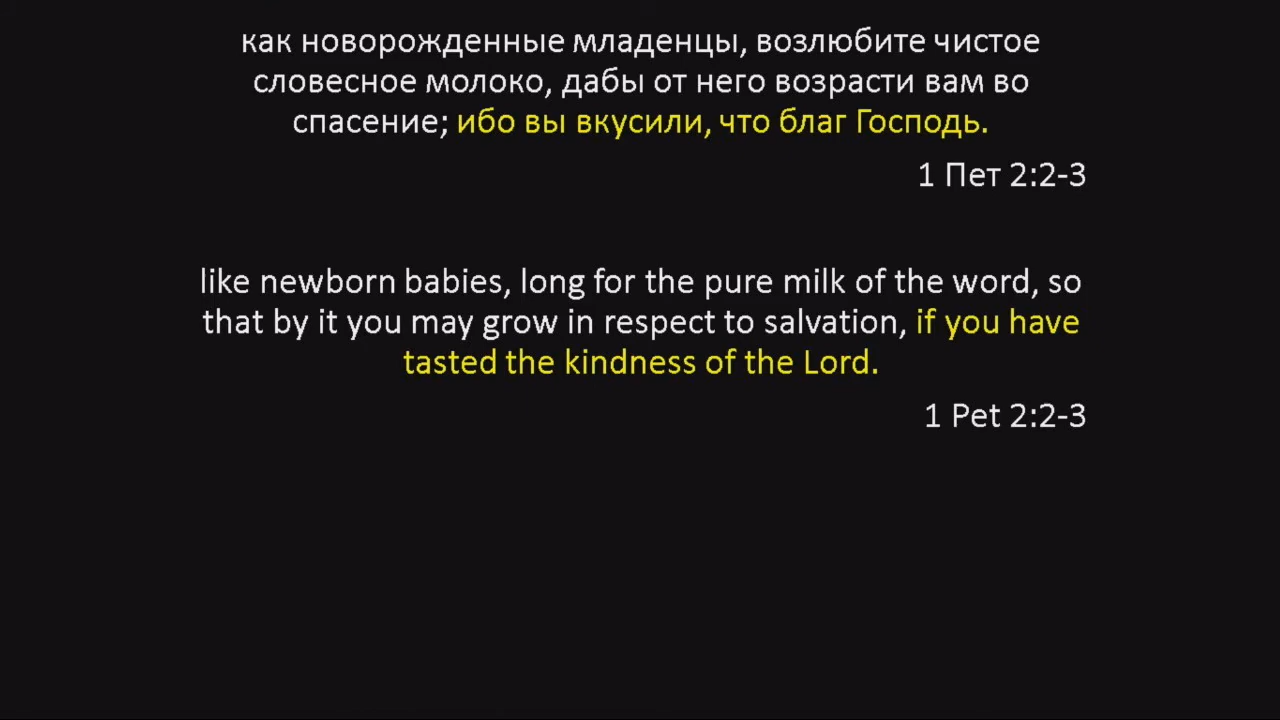 как новорожденные младенцы, возлюбите чистое
словесное молоко, дабы от него возрасти вам во
спасение; ибо вы вкусили, что благ Господь.
1 Пет 2:2-3
like newborn babies, long for the pure milk of the word, so
that by it you may grow in respect to salvation, if you have
tasted the kindness of the Lord.
1 Pet 2:2-3